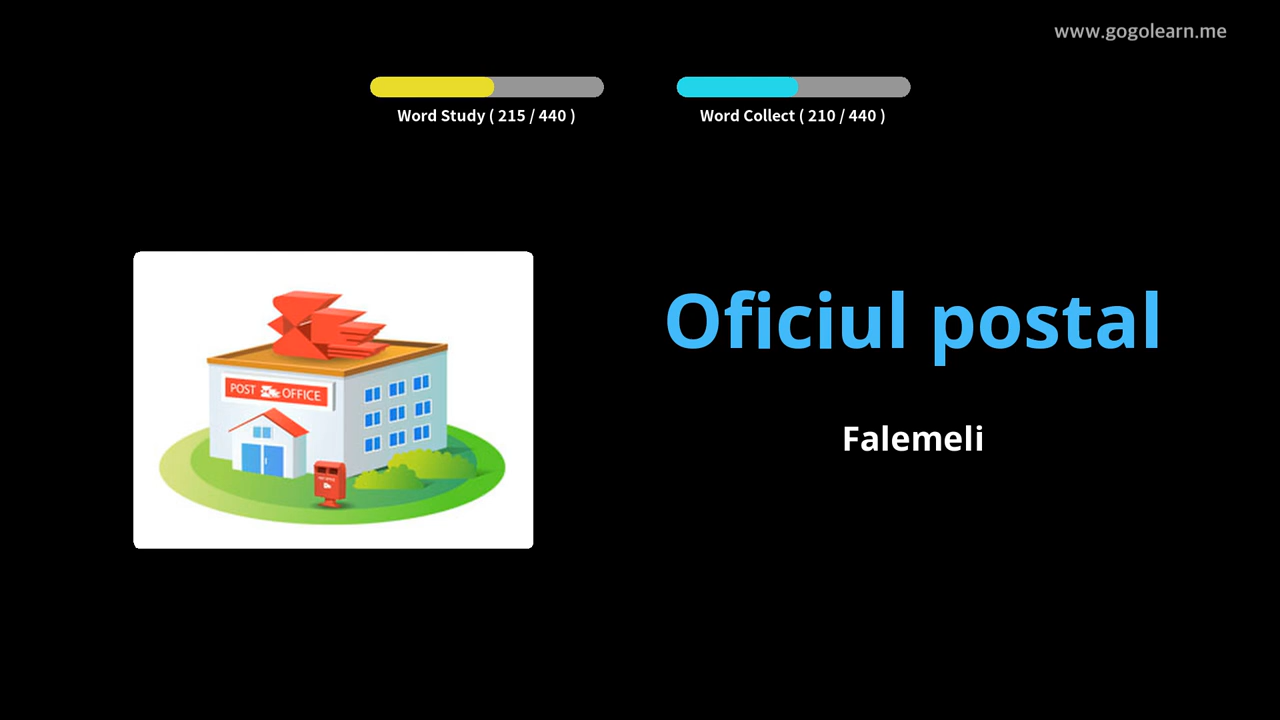 www.gogolearn.me
Word Study ( 215 / 440 )
Word Collect ( 210 / 440 )
POST OFFICE
Oficiul postal
Falemeli